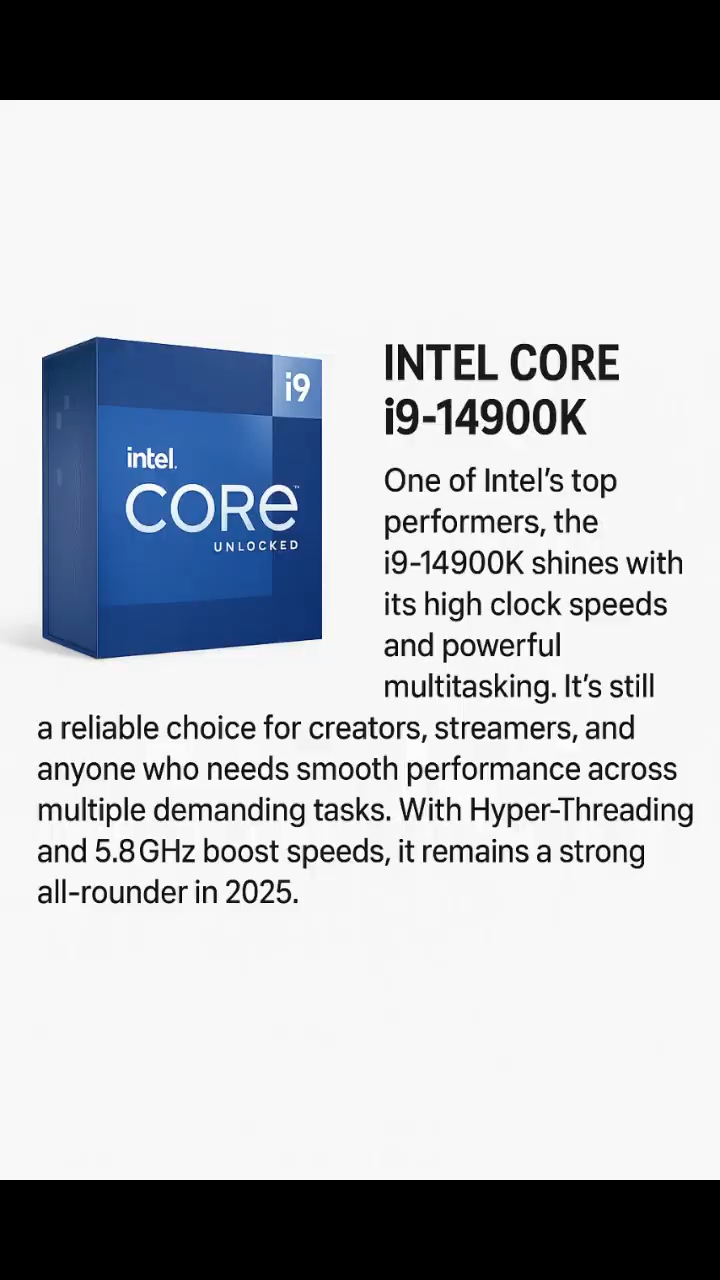 i9
intel.
CORE™
UNLOCKED
INTEL CORE
i9-14900K
One of Intel's top
performers, the
i9-14900K shines with
its high clock speeds
and powerful
multitasking. It's still
a reliable choice for creators, streamers, and
anyone who needs smooth performance across
multiple demanding tasks. With Hyper-Threading
and 5.8 GHz boost speeds, it remains a strong
all-rounder in 2025.